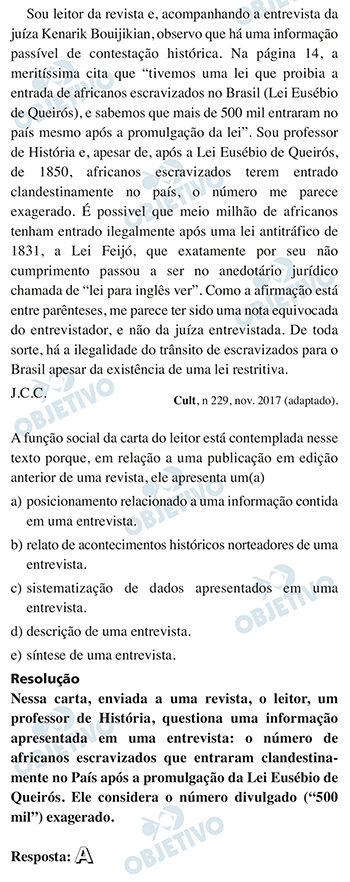 Sou leitor da revista e, acompanhando a entrevista da
juíza Kenarik Bouijikian, observo que há uma informação
passível de contestação histórica. Na página 14, a
meritíssima cita que “tivemos uma lei que proibia a
entrada de africanos escravizados no Brasil (Lei Eusébio
de Queirós), e sabemos que mais de 500 mil entraram no
país mesmo após a promulgação da lei”. Sou professor
de História e, apesar de, após a Lei Eusébio de Queirós,
de 1850, africanos escravizados terem entrado
clandestinamente no país, o número me parece
exagerado. É possível que meio milhão de africanos
tenham entrado ilegalmente após uma lei antitráfico de
1831, a Lei Feijó, que exatamente por seu não
cumprimento passou a ser no anedotário jurídico
chamada de “lei para inglês ver”. Como a afirmação está
entre parênteses, me parece ter sido uma nota equivocada
do entrevistador, e não da juíza entrevistada. De toda
sorte, há a ilegalidade do trânsito de escravizados para o
Brasil apesar da existência de uma lei restritiva.
J.C.C.
Cult, n 229, nov. 2017 (adaptado).
A função social da carta do leitor está contemplada nesse
texto porque, em relação a uma publicação em edição
anterior de uma revista, ele apresenta um(a)
a) posicionamento relacionado a uma informação contida
em uma entrevista.
b) relato de acontecimentos históricos norteadores de uma
entrevista.
c) sistematização de dados apresentados em uma
entrevista.
d) descrição de uma entrevista.
e) síntese de uma entrevista.
Resolução
Nessa carta, enviada a uma revista, o leitor, um
professor de História, questiona uma informação
apresentada em uma entrevista: o número de
africanos escravizados que entraram clandestina-
mente no País após a promulgação da Lei Eusébio de
Queirós. Ele considera o número divulgado (“500
mil”) exagerado.
Resposta: A
OBJETIVO
OBJETIVO
OBJETIVO
OBJETIVO
OBJETIVO
OBJETIVO
OBJETIVO
OBJETIVO
OBJETIVO
OBJETIVO